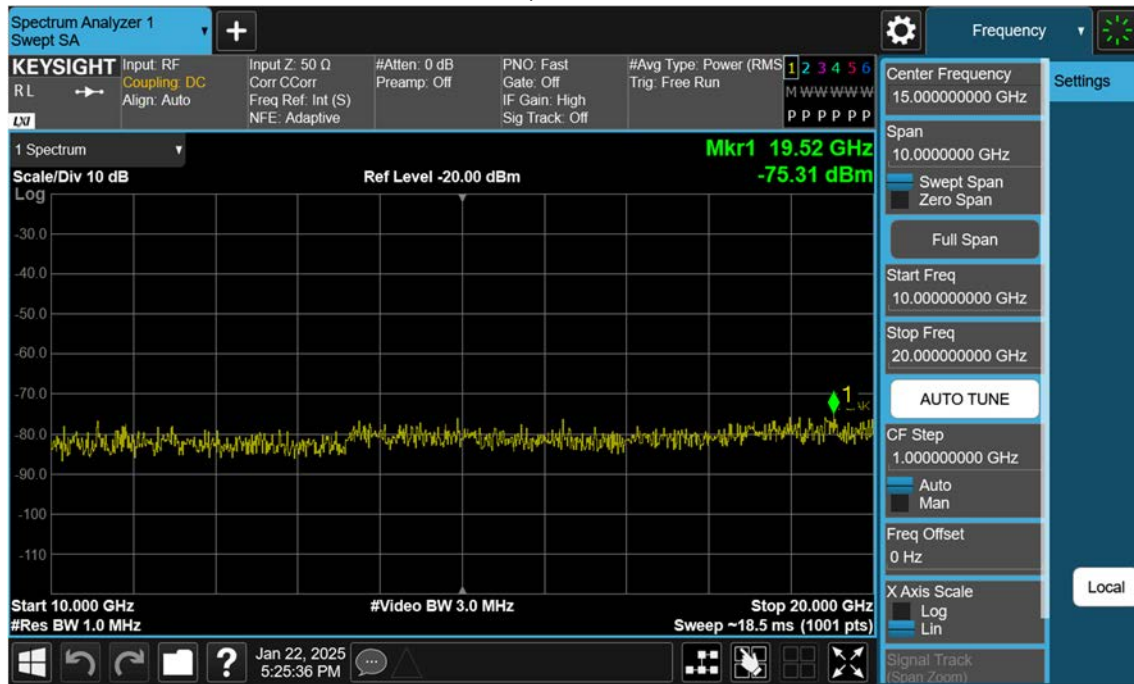 Spectrum Analyzer 1
Swept SA
+
Frequency
KEYSIGHT
R L
LXI
Input: RF
Coupling: DC
Align: Auto
Input Z: 50 Ω
Corr CCorr
Freq Ref: Int (S)
NFE: Adaptive
#Atten: 0 dB
Preamp: Off
PNO: Fast
Gate: Off
IF Gain: High
Sig Track: Off
#Avg Type: Power (RMS
Trig: Free Run
1 2 3 4 5 6
M W W W W W
P P P P P P
1 Spectrum
Scale/Div 10 dB
Ref Level -20.00 dBm
Mkr1 19.52 GHz
-75.31 dBm
Log
-30.0
-40.0
-50.0
-60.0
-70.0
-80.0
-90.0
-100
-110
1
Start 10.000 GHz
#Res BW 1.0 MHz
#Video BW 3.0 MHz
Stop 20.000 GHz
Sweep ~18.5 ms (1001 pts)
Center Frequency
15.000000000 GHz
Span
10.0000000 GHz
Swept Span
Zero Span
Full Span
Start Freq
10.000000000 GHz
Stop Freq
20.000000000 GHz
AUTO TUNE
CF Step
1.000000000 GHz
Auto
Man
Freq Offset
0 Hz
X Axis Scale
Log
Lin
Signal Track
(Span Zoom)
Settings
Local
?
Jan 22, 2025
5:25:36 PM